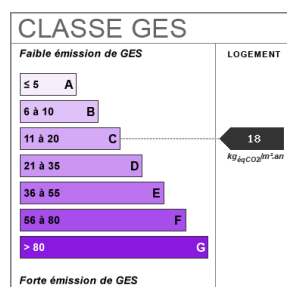 CLASSE GES
Faible émission de GES
LOGEMENT
≤ 5 A
6 à 10 B
11 à 20 C
18
kgéqCO2/m².an
21 à 35 D
36 à 55 E
56 à 80 F
> 80 G
Forte émission de GES